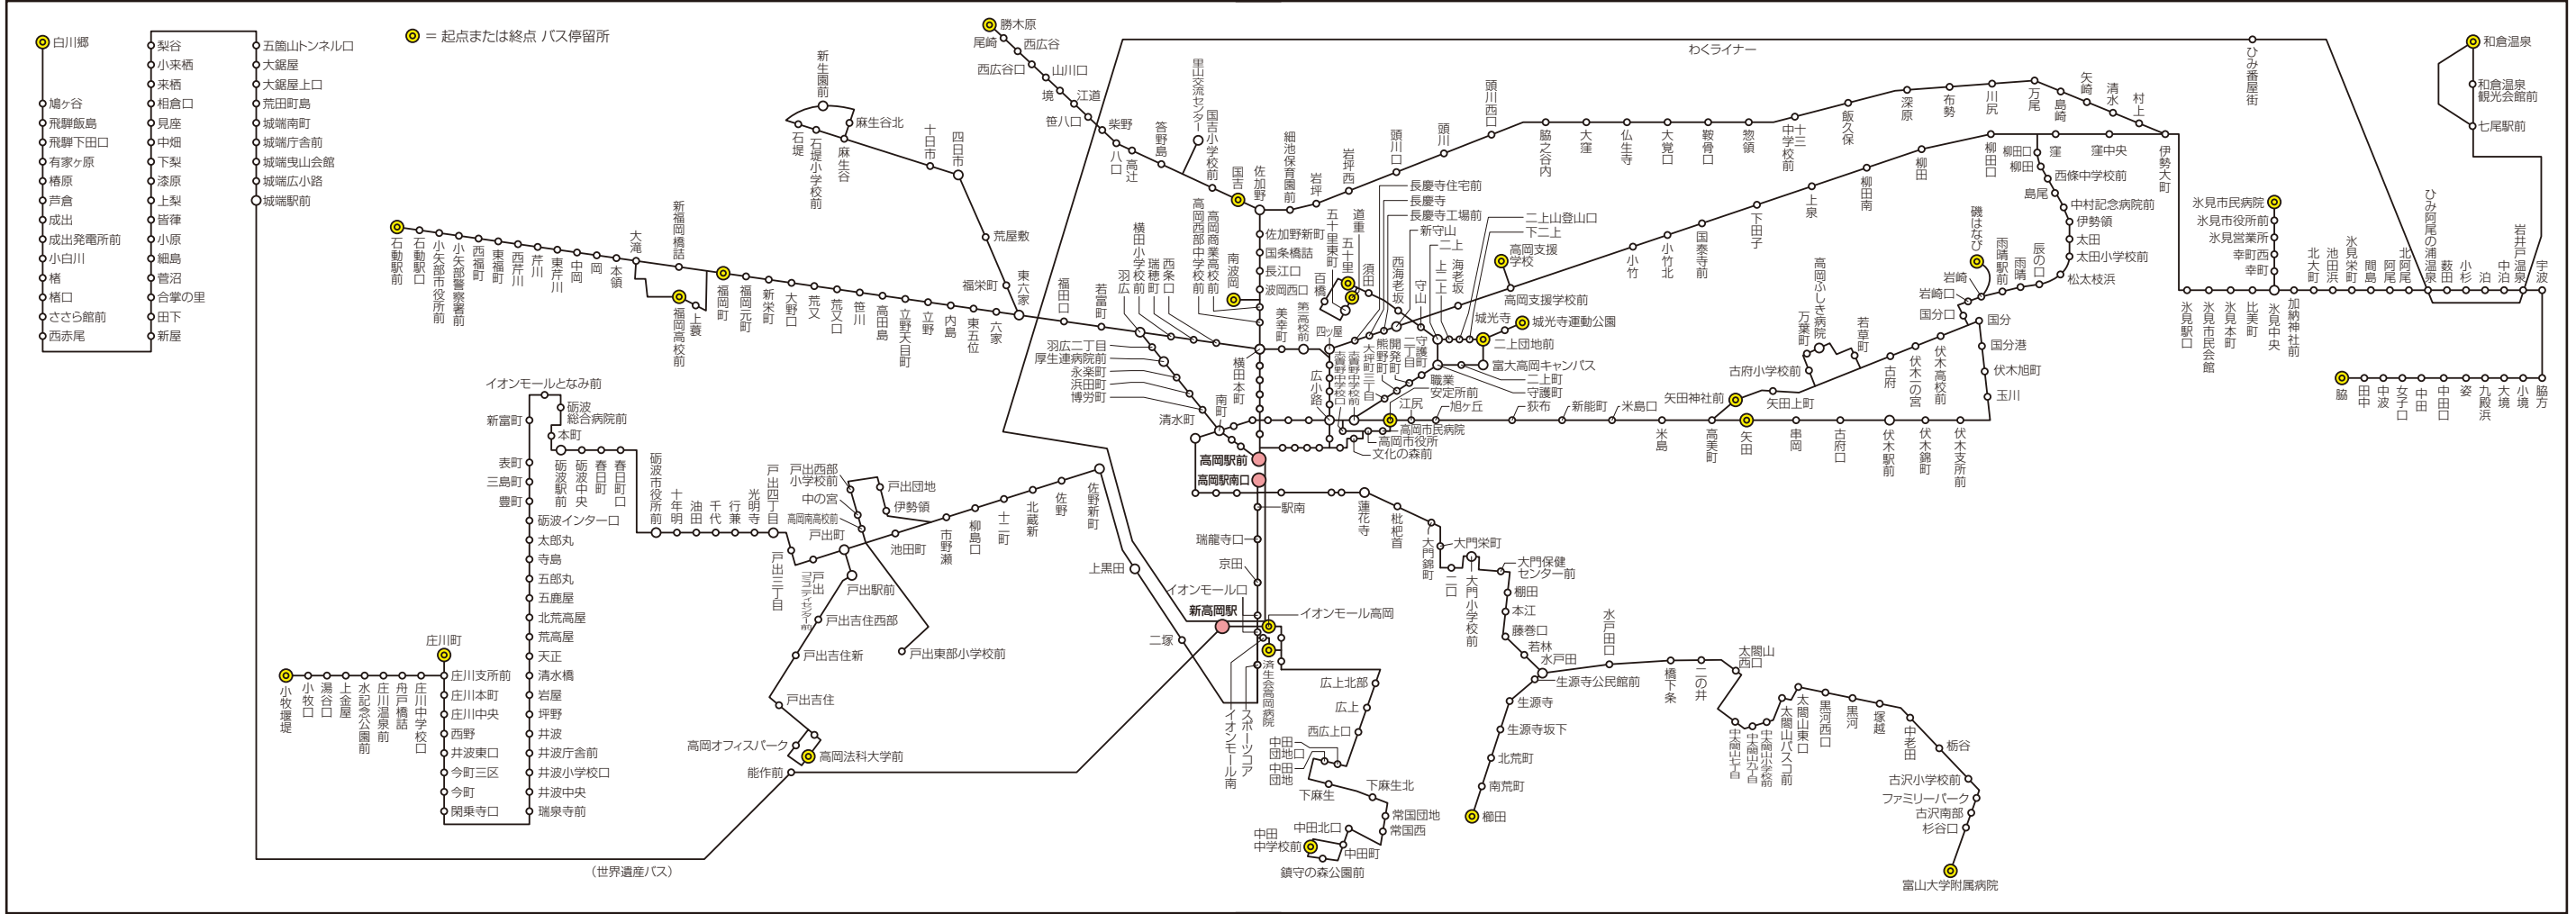 ◎ = 起点または終点 バス停留所
白川郷
鳩ヶ谷
飛騨飯島
飛騨下田口
有家ヶ原
椿原
芦倉
成出
成出発電所前
小白川
楮
楮口
ささら館前
西赤尾
梨谷
小来栖
来栖
相倉口
見座
中畑
下梨
漆原
上梨
皆葎
小原
細島
菅沼
合掌の里
田下
新屋
五箇山トンネル口
大鋸屋
大鋸屋上口
荒田町島
城端南町
城端庁舎前
城端曳山会館
城端広小路
城端駅前
(世界遺産バス)
能作前
石動駅前
石動駅口
小矢部市役所前
小矢部警察署前
西福町
東福町
西芹川
芹川
東芹川
中岡
岡
本領
大滝
新福岡橋詰
福岡高校前
上蓑
福岡町
福岡元町
新栄町
大野口
荒又
荒又口
笹川
高田島
立野天目町
立野
内島
東五位
六家
東六家
福栄町
荒屋敷
四日市
十日市
麻生谷
麻生谷北
新生園前
石堤
石堤小学校前
福田口
若富町
羽広
横田小学校前
瑞穂町
西条口
高岡西部中学校前
高岡商業高校前
羽広二丁目
厚生連病院前
永楽町
浜田町
博労町
清水町
南町
横田本町
勝木原
尾崎
西広谷
西広谷口
山川口
境
江道
笹八口
柴野
八口
高辻
答野島
里山交流センター
国吉小学校前
国吉
佐加野
佐加野新町
国条橋詰
長江口
波岡西口
南波岡
細池保育園前
岩坪
岩坪西
頭川口
頭川
頭川西口
脇之谷内
大窪
仏生寺
大覚口
鞍骨口
惣領
十三中学校前
飯久保
深原
布勢
川尻
万尾
島崎
矢崎
清水
村上
伊勢大町
わくライナー
ひみ番屋街
和倉温泉
和倉温泉
観光会館前
七尾駅前
美幸町
第二高校前
四ツ屋
五十里東町
五十里
百橋
道重
須田
西海老坂
長慶寺住宅前
長慶寺
長慶寺工場前
新守山
守山
二上
上二上
海老坂
二上山登山口
下二上
高岡支援
学校
高岡支援学校前
城光寺
城光寺運動公園
二上団地前
富大高岡キャンパス
二上町
守護町
職業
安定所前
小竹
小竹北
国泰寺前
下田子
上泉
柳田南
柳田
柳田口
窪
窪中央
柳田口
柳田
西條中学校前
島尾
中村記念病院前
伊勢領
太田
太田小学校前
松太枝浜
辰の口
雨晴
雨晴駅前
磯はなび
岩崎
岩崎口
国分口
国分
国分港
伏木旭町
玉川
伏木高校前
伏木一の宮
古府
若草町
高岡ふしき病院
万葉町
古府小学校前
矢田上町
矢田神社前
広小路
志貴野中学校口
志貴野中学校前
大坪町三丁目
熊野町
開発町
二丁目
守護町
江尻
旭ヶ丘
荻布
新能町
米島口
米島
高美町
矢田
串岡
古府口
伏木駅前
伏木錦町
伏木支所前
高岡市民病院
高岡市役所
文化の森前
高岡駅前
高岡駅南口
駅南
瑞龍寺口
京田
イオンモール口
新高岡駅
イオンモール高岡
済生会高岡病院
スポーツコア
イオンモール南
蓮花寺
枇杷首
大門錦町
大門栄町
二口
大門小学校前
大門保健
センター前
棚田
本江
藤巻口
若林
水戸田
生源寺公民館前
生源寺
生源寺坂下
北荒町
南荒町
櫛田
水戸田口
橋下条
二の井
太閤山
西口
中太閤山七丁目
中太閤山九丁目
中太閤山小学校前
太閤山パスコ前
太閤山東口
黒河西口
黒河
塚越
中老田
栃谷
古沢小学校前
ファミリーパーク
古沢南部
杉谷口
富山大学附属病院
広上北部
広上
西広上口
中田
団地口
中田
団地
下麻生
下麻生北
常国団地
常国西
中田北口
中田町
中田
中学校前
鎮守の森公園前
氷見市民病院
氷見市役所前
氷見営業所
幸町西
幸町
氷見駅口
氷見市民会館
氷見本町
比美町
氷見中央
加納神社前
北大町
池田浜
氷見栄町
間島
阿尾
北阿尾
ひみ阿尾の浦温泉
薮田
小杉
泊
中泊
岩井戸温泉
宇波
脇
田中
中波
女子口
中田
中田口
姿
九殿浜
大境
小境
脇方
イオンモールとなみ前
新富町
砺波
総合病院前
本町
表町
三島町
豊町
砺波駅前
砺波中央
春日町
春日町口
砺波市役所前
十年明
油田
千代
行兼
光明寺
戸出四丁目
戸出三丁目
戸出
コミュニティセンター前
戸出町
高岡南高校前
中の宮
戸出西部
小学校前
戸出団地
伊勢領
池田町
市野瀬
柳島口
十二町
北蔵新
佐野
佐野新町
上黒田
二塚
戸出駅前
戸出吉住西部
戸出吉住新
戸出吉住
高岡オフィスパーク
高岡法科大学前
戸出東部小学校前
砺波インター口
太郎丸
寺島
五郎丸
五鹿屋
北荒高屋
荒高屋
天正
清水橋
岩屋
坪野
井波
井波庁舎前
井波小学校口
井波中央
瑞泉寺前
庄川町
庄川支所前
庄川本町
庄川中央
西野
井波東口
今町三区
今町
閑乗寺口
小牧堰堤
小牧口
湯谷口
上金屋
水記念公園前
庄川温泉前
舟戸橋詰
庄川中学校口